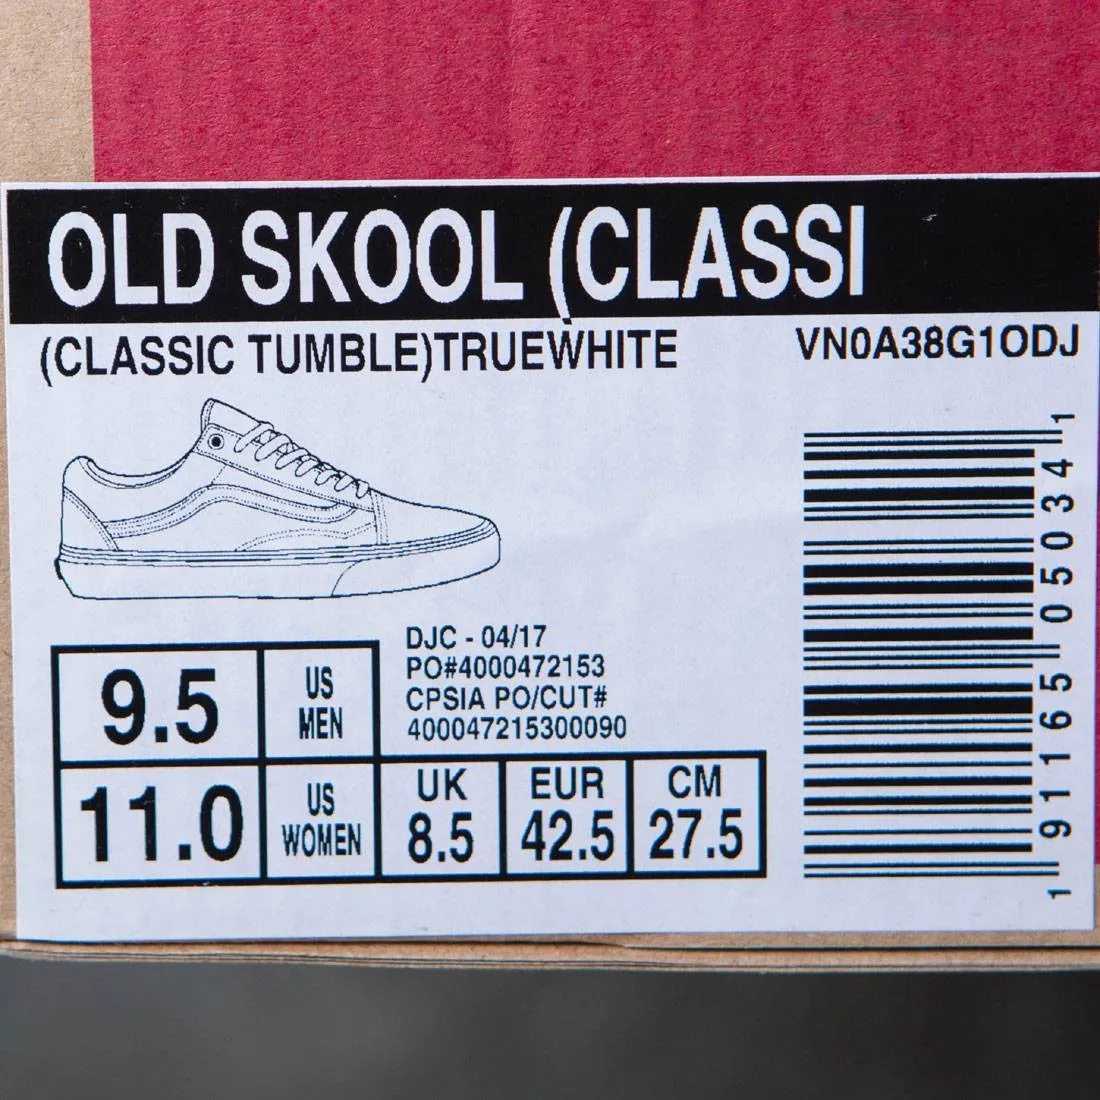 OLD SKOOL (CLASSI
(CLASSIC TUMBLE)TRUEWHITE
VN0A38G1ODJ
DJC - 04/17
PO#4000472153
CPSIA PO/CUT#
400047215300090
9.5
US
MEN
11.0
US
WOMEN
UK
8.5
EUR
42.5
CM
27.5
1 91165 05034 1